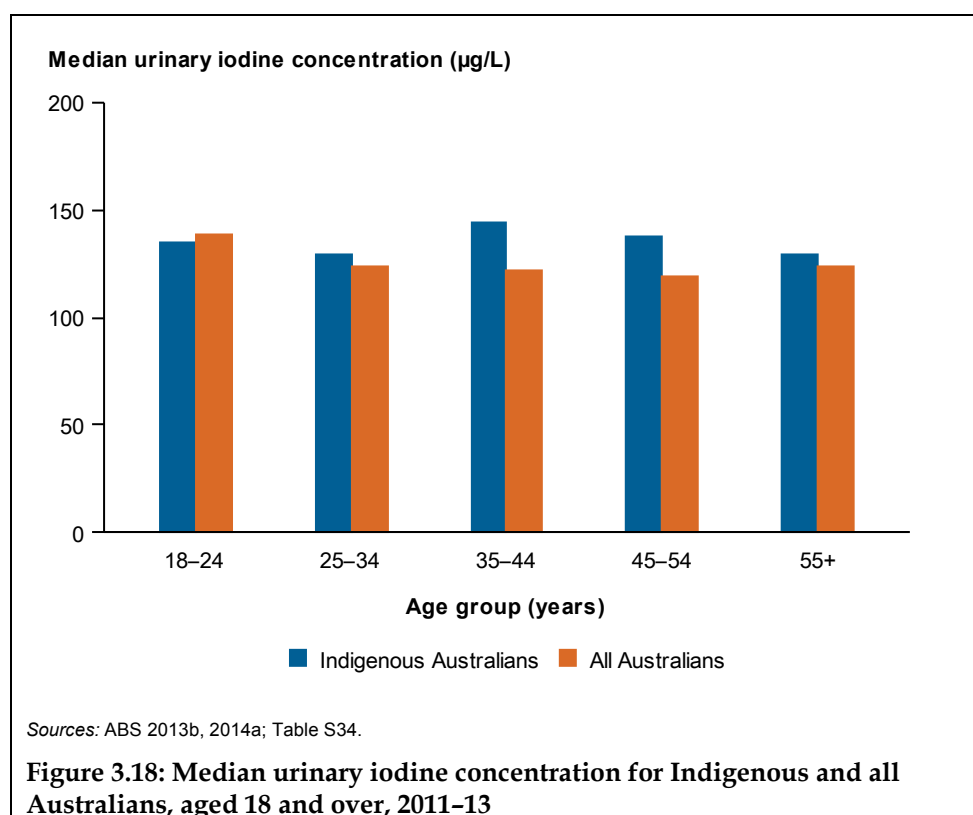 Median urinary iodine concentration (µg/L)
200
150
100
50
0
18–24 25–34 35–44 45–54 55+
Age group (years)
Indigenous Australians All Australians
Sources: ABS 2013b, 2014a; Table S34.
Figure 3.18: Median urinary iodine concentration for Indigenous and all
Australians, aged 18 and over, 2011–13